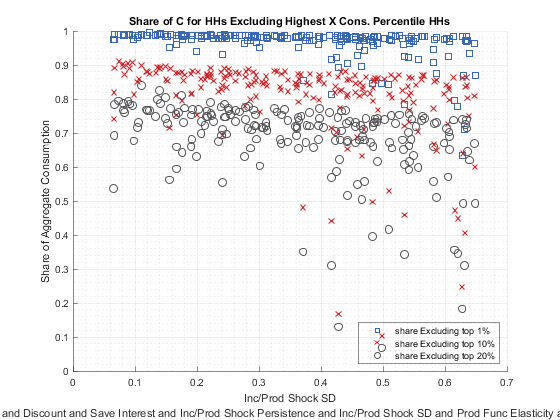 Share of C for HHs Excluding Highest X Cons. Percentile HHs
1
0.9
0.8
0.7
0.6
0.5
0.4
0.3
0.2
0.1
0
Share of Aggregate Consumption
share Excluding top 1%
share Excluding top 10%
share Excluding top 20%
0 0.1 0.2 0.3 0.4 0.5 0.6 0.7
Inc/Prod Shock SD
and Discount and Save Interest and Inc/Prod Shock Persistence and Inc/Prod Shock SD and Prod Func Elasticity